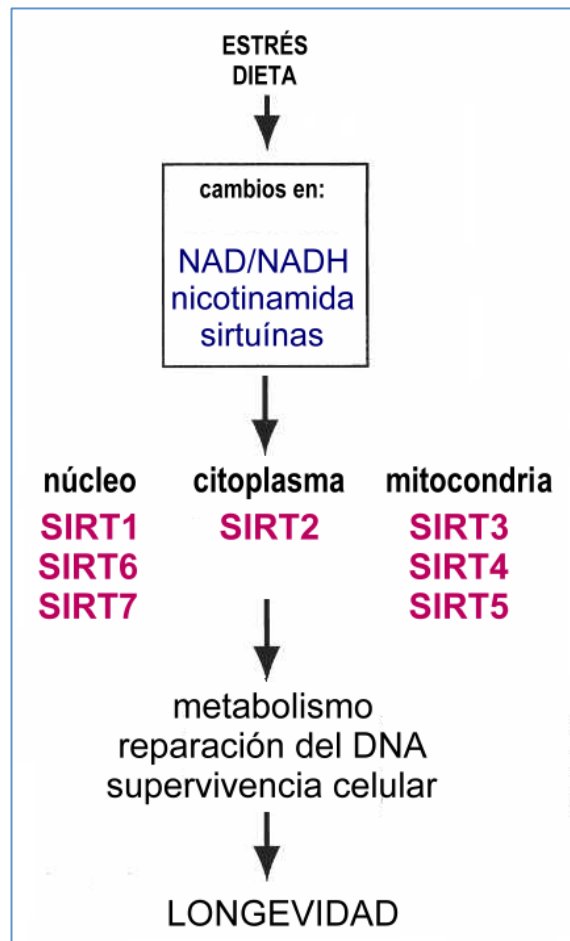 ESTRÉS
DIETA
cambios en:
NAD/NADH
nicotinamida
sirtuínas
núcleo citoplasma mitocondria
SIRT1 SIRT2 SIRT3
SIRT6 SIRT4
SIRT7 SIRT5
metabolismo
reparación del DNA
supervivencia celular
LONGEVIDAD